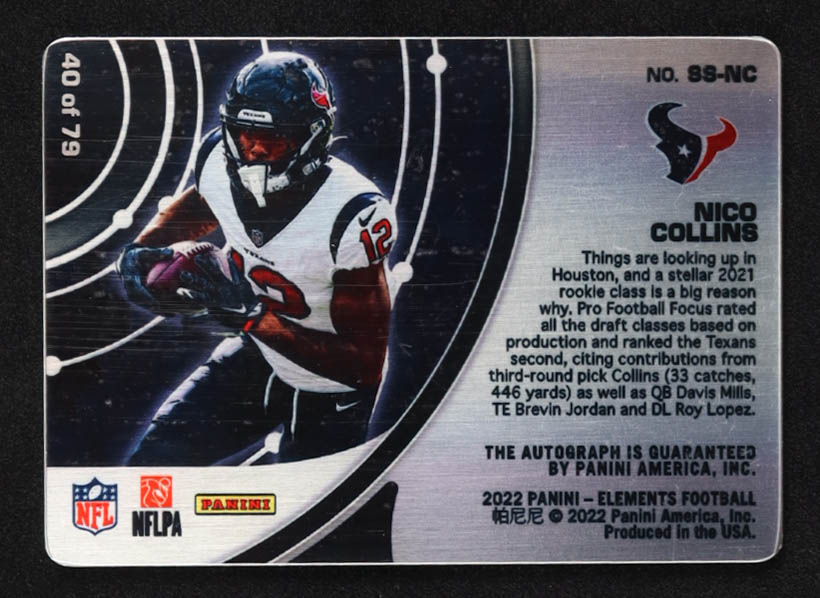 40 of 79
NO. SS-NC
TEXANS
TEXANS
12
12
NICO
COLLINS
Things are looking up in
Houston, and a stellar 2021
rookie class is a big reason
why. Pro Football Focus rated
all the draft classes based on
production and ranked the Texans
second, citing contributions from
third-round pick Collins (33 catches,
446 yards) as well as QB Davis Mills,
TE Brevin Jordan and DL Roy Lopez.
THE AUTOGRAPH IS GUARANTEED
BY PANINI AMERICA, INC.
2022 PANINI – ELEMENTS FOOTBALL
帕尼尼 © 2022 Panini America, Inc.
Produced in the USA.
NFL
NFLPA
PANINI